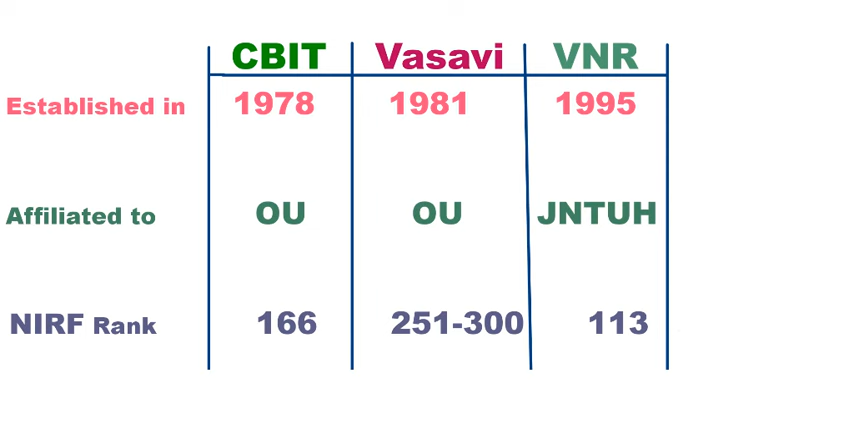 CBIT Vasavi VNR
Established in 1978 1981 1995
Affiliated to OU OU JNTUH
NIRF Rank 166 251-300 113